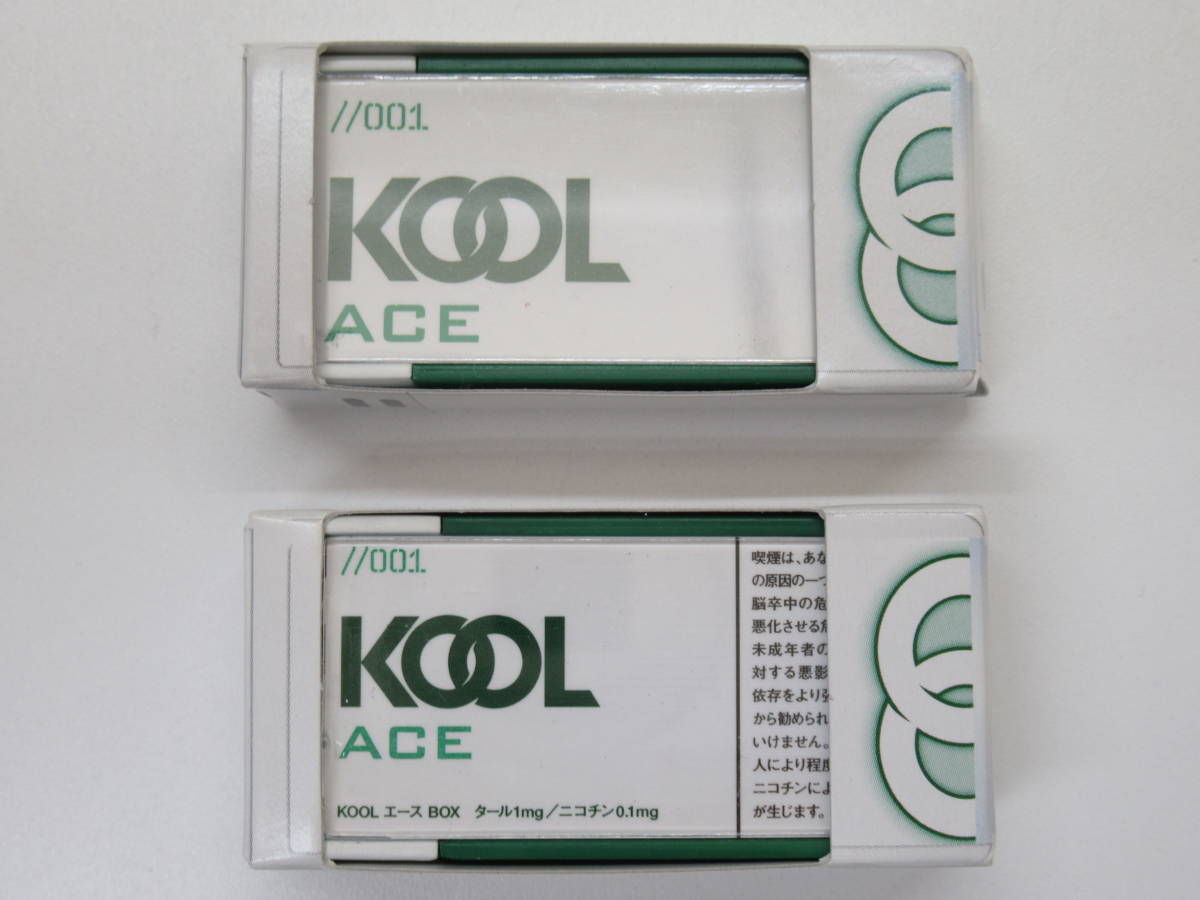 //001
KOOL
ACE
//001
KOOL
ACE
KOOL エース BOX タール1mg/ニコチン0.1mg
喫煙は、あな
の原因の一つ
脳卒中の危
悪化させる危
未成年者の
対する悪影
依存をより強
から勧められ
いけません。
人により程度
ニコチンによ
が生じます。